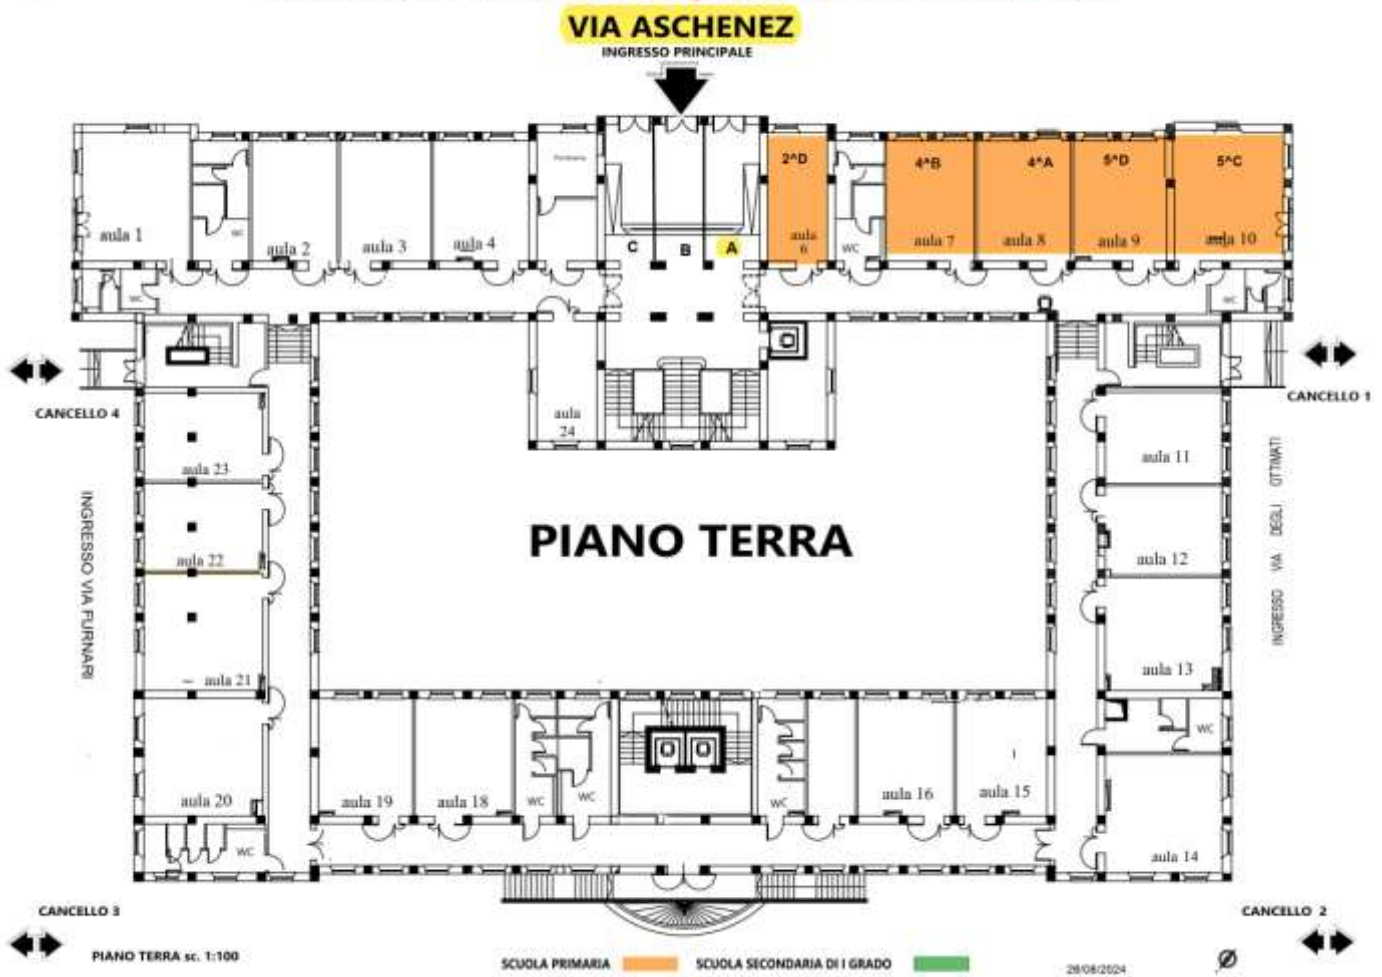 VIA ASCHENEZ
INGRESSO PRINCIPALE
2^D
4^B
4^A
5^D
5^C
aula 1
WC
aula 2
aula 3
aula 4
C
B
A
aula
6
WC
aula 7
aula 8
aula 9
aula 10
WC
WC
CANCELLO 4
CANCELLO 1
aula
24
aula 23
aula 11
INGRESSO VIA FURNARI
INGRESSO VIA DEGLI OTTIMATI
PIANO TERRA
aula 22
aula 12
aula 21
aula 13
WC
aula 20
aula 19
aula 18
WC
WC
WC
aula 16
aula 15
WC
aula 14
CANCELLO 3
CANCELLO 2
PIANO TERRA sc. 1:100
SCUOLA PRIMARIA
SCUOLA SECONDARIA DI I GRADO
28/08/2024